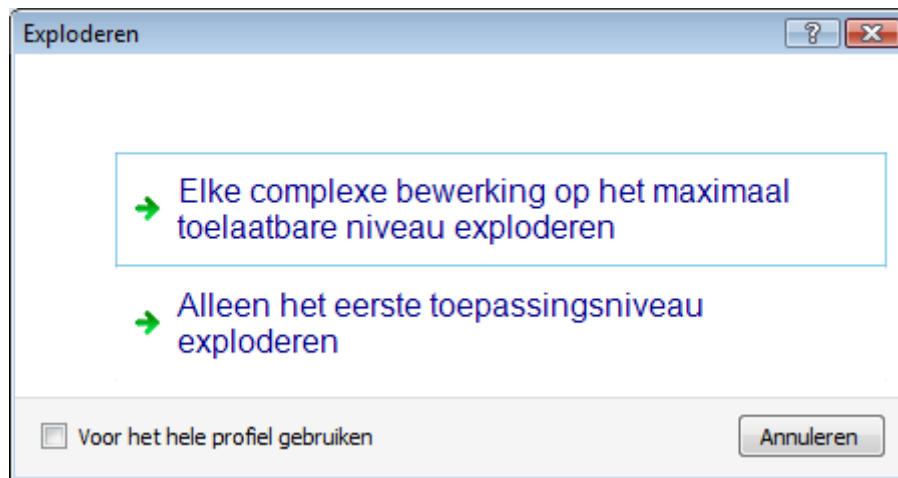 Exploderen
Elke complexe bewerking op het maximaal
toelaatbare niveau exploderen
Alleen het eerste toepassingsniveau
exploderen
Voor het hele profiel gebruiken
Annuleren